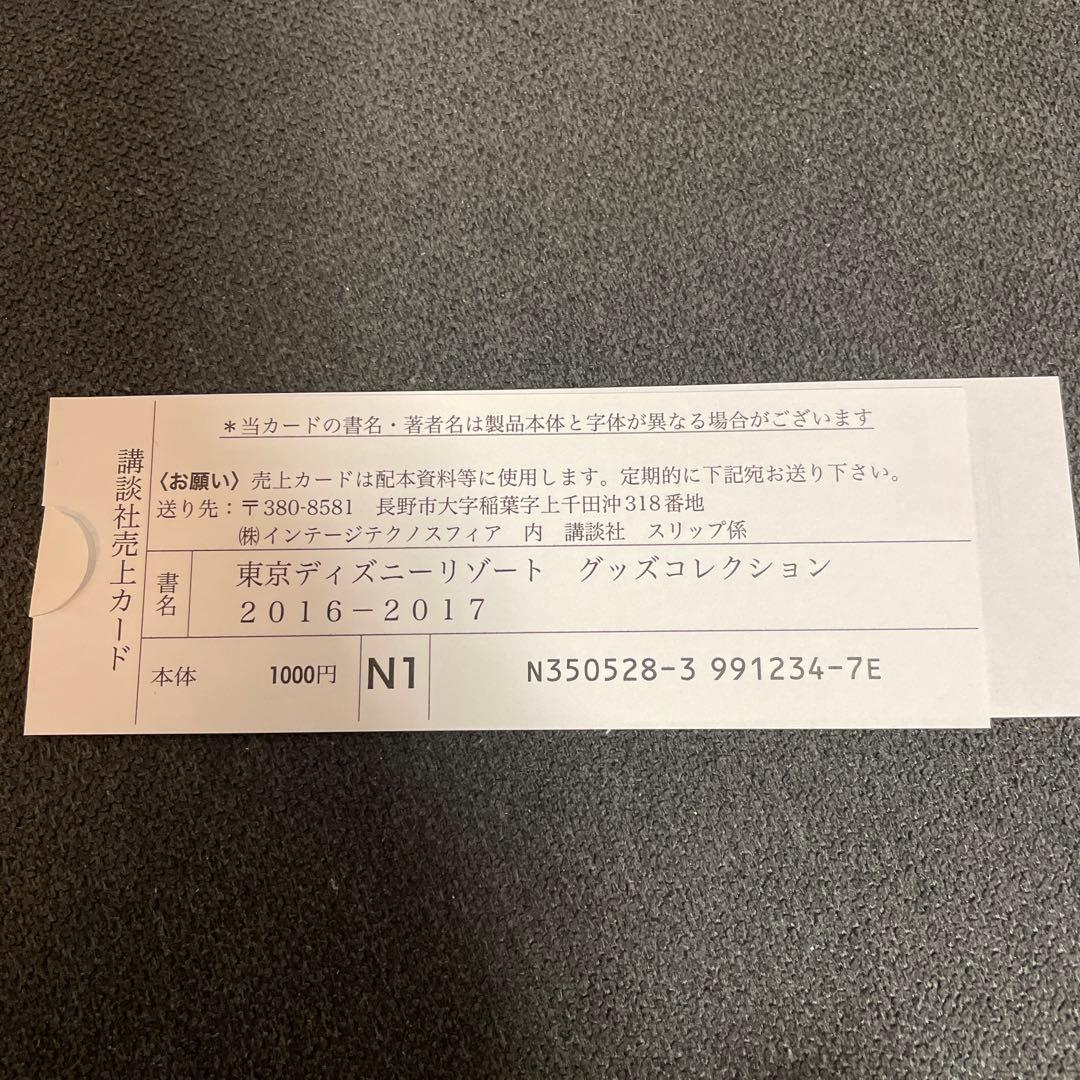 講談社売上カード
＊当カードの書名・著者名は製品本体と字体が異なる場合がございます
〈お願い〉売上カードは配本資料等に使用します。定期的に下記宛お送り下さい。
送り先：〒380-8581　長野市大字稲葉字上千田沖318番地
㈱インテージテクノスフィア　内　講談社　スリップ係
書名
東京ディズニーリゾート　グッズコレクション
２０１６－２０１７
本体　1000円　N1　N350528-3 991234-7E